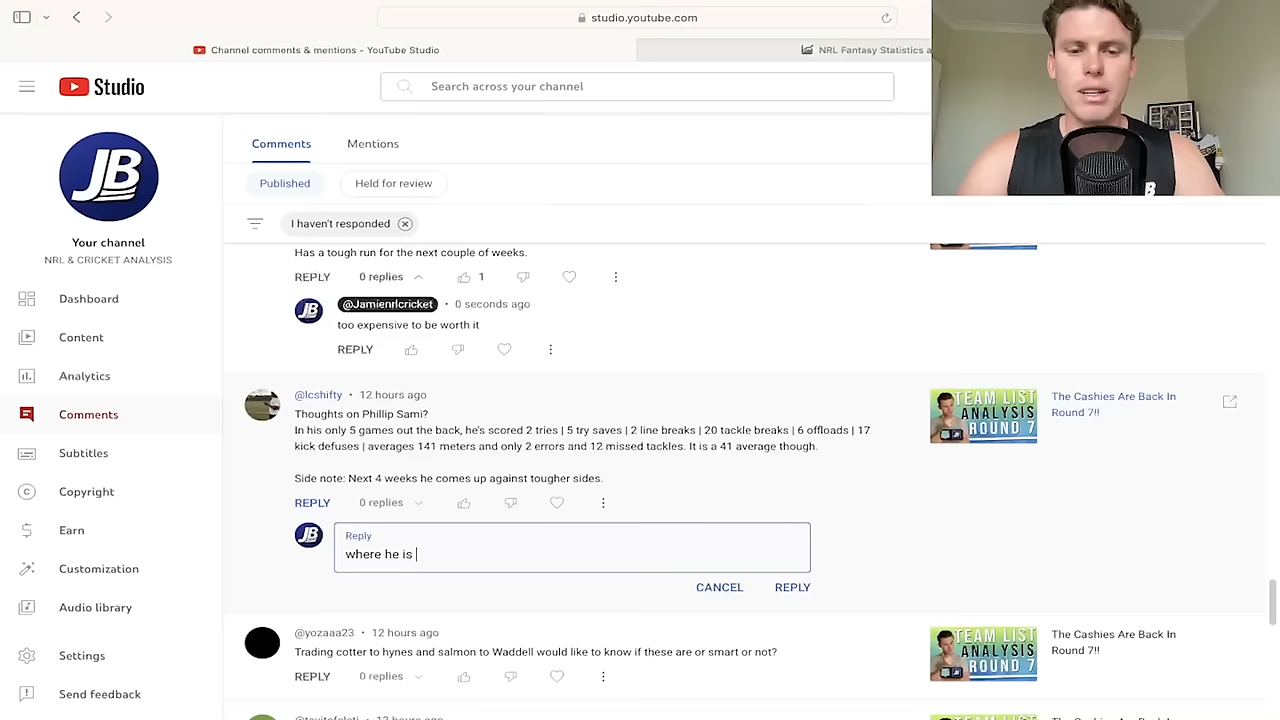 studio.youtube.com
Channel comments & mentions - YouTube Studio
NRL Fantasy Statistics a
Studio
Search across your channel
JB
Your channel
NRL & CRICKET ANALYSIS
Dashboard
Content
Analytics
Comments
Subtitles
Copyright
Earn
Customization
Audio library
Settings
Send feedback
Comments
Mentions
Published
Held for review
I haven't responded
Has a tough run for the next couple of weeks.
REPLY 0 replies 1
JB
@Jamienrlcricket • 0 seconds ago
too expensive to be worth it
REPLY
@lcshifty • 12 hours ago
Thoughts on Phillip Sami?
In his only 5 games out the back, he's scored 2 tries | 5 try saves | 2 line breaks | 20 tackle breaks | 6 offloads | 17
kick defuses | averages 141 meters and only 2 errors and 12 missed tackles. It is a 41 average though.
Side note: Next 4 weeks he comes up against tougher sides.
REPLY 0 replies
TEAM LIST
ANALYSIS
ROUND 7
The Cashies Are Back In
Round 7!!
JB
Reply
where he is
CANCEL REPLY
@yozaaa23 • 12 hours ago
Trading cotter to hynes and salmon to Waddell would like to know if these are or smart or not?
REPLY 0 replies
TEAM LIST
ANALYSIS
ROUND 7
The Cashies Are Back In
Round 7!!